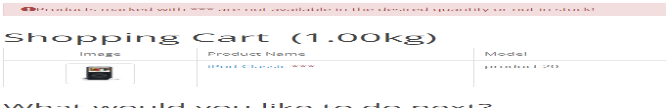 Products marked with *** are not available in the desired quantity or not in stock!
Shopping Cart (1.00kg)
Image Product Name Model
iPod Classic *** product 20
What would you like to do next?